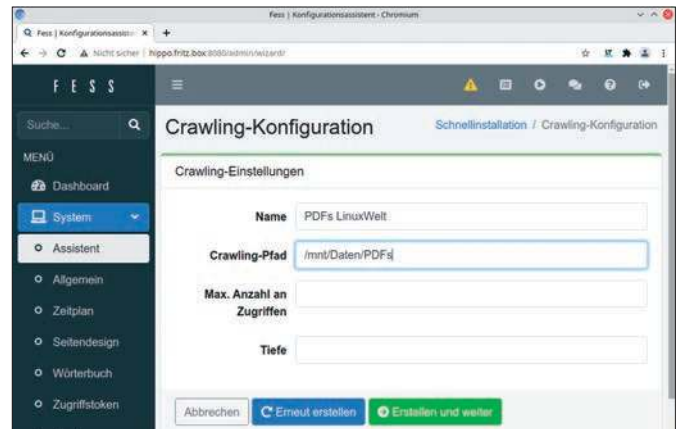 Fess | Konfigurationsassistent - Chromium
Fess | Konfigurationsassist
Nicht sicher | hippo.fritz.box:8080/admin/wizard/
FESS
Suche...
MENÜ
Dashboard
System
Assistent
Allgemein
Zeitplan
Seitendesign
Wörterbuch
Zugriffstoken
Crawling-Konfiguration
Schnellinstallation / Crawling-Konfiguration
Crawling-Einstellungen
Name PDFs LinuxWelt
Crawling-Pfad /mnt/Daten/PDFs
Max. Anzahl an
Zugriffen
Tiefe
Abbrechen
Erneut erstellen
Erstellen und weiter